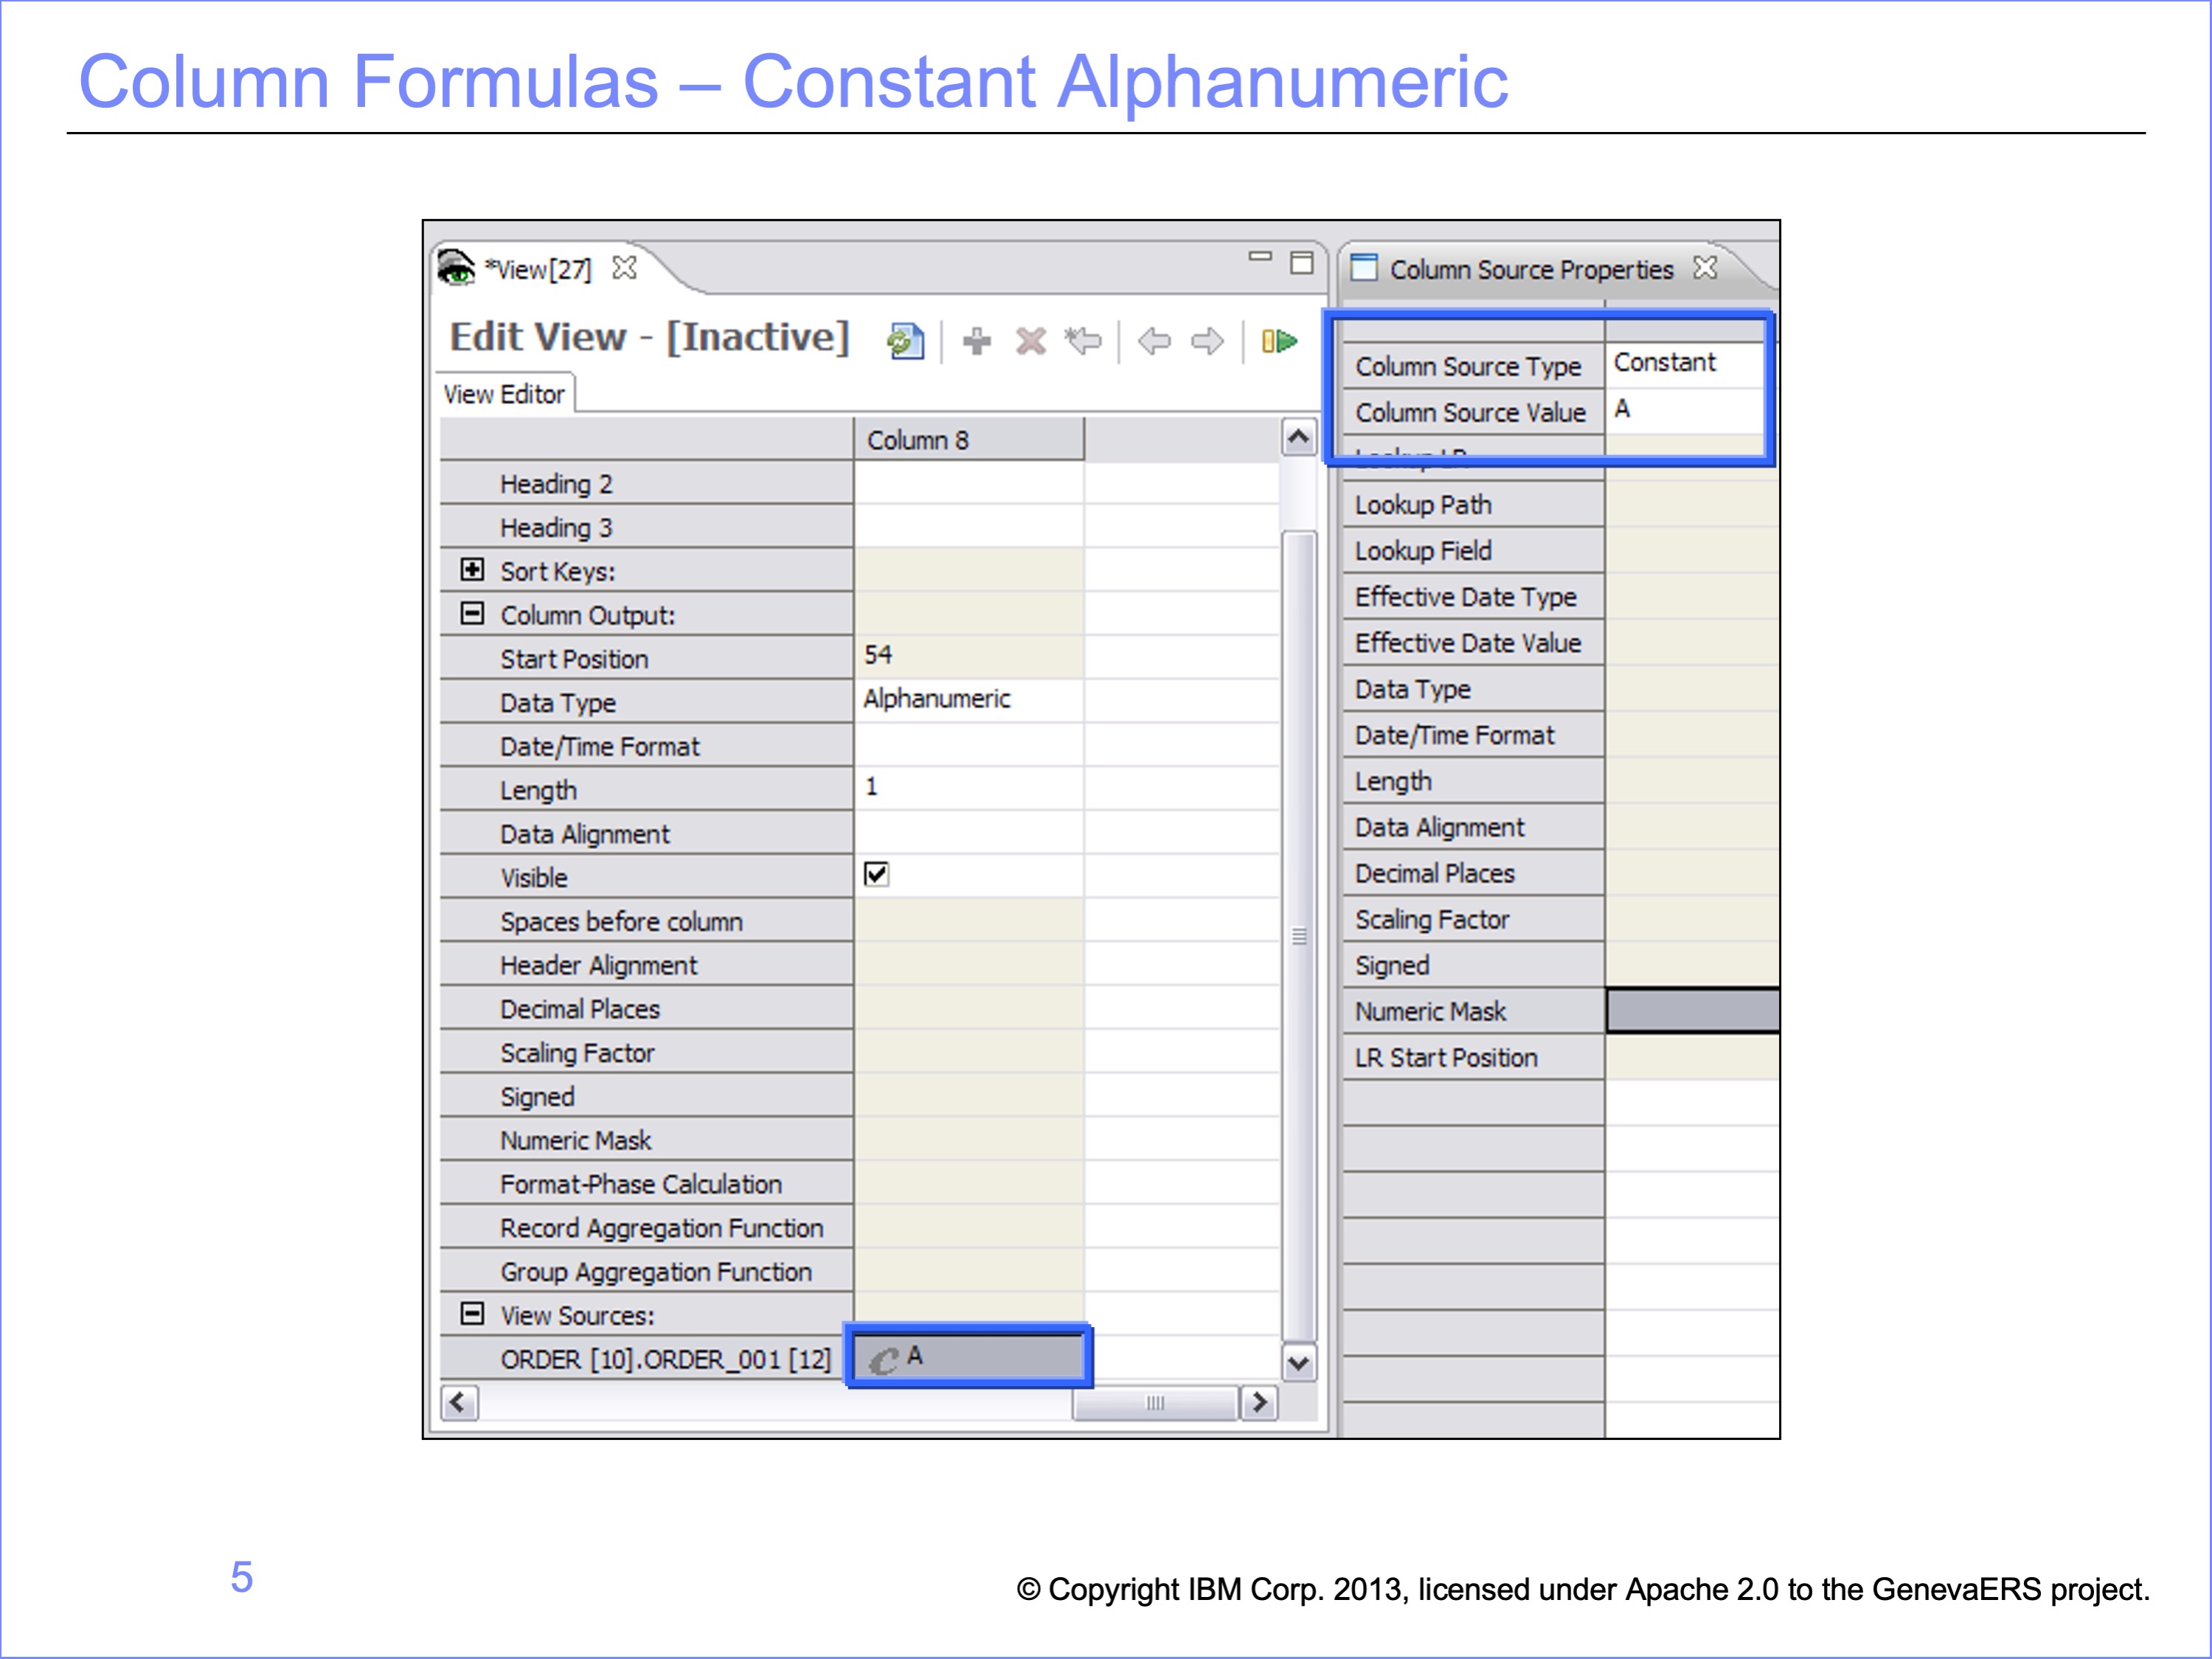 Column Formulas – Constant Alphanumeric
*View[27]
Edit View - [Inactive]
View Editor
Column 8
Heading 2
Heading 3
Sort Keys:
Column Output:
Start Position 54
Data Type Alphanumeric
Date/Time Format
Length 1
Data Alignment
Visible
Spaces before column
Header Alignment
Decimal Places
Scaling Factor
Signed
Numeric Mask
Format-Phase Calculation
Record Aggregation Function
Group Aggregation Function
View Sources:
ORDER [10].ORDER_001 [12] C A
Column Source Properties
Column Source Type Constant
Column Source Value A
Lookup LR
Lookup Path
Lookup Field
Effective Date Type
Effective Date Value
Data Type
Date/Time Format
Length
Data Alignment
Decimal Places
Scaling Factor
Signed
Numeric Mask
LR Start Position
5
© Copyright IBM Corp. 2013, licensed under Apache 2.0 to the GenevaERS project.